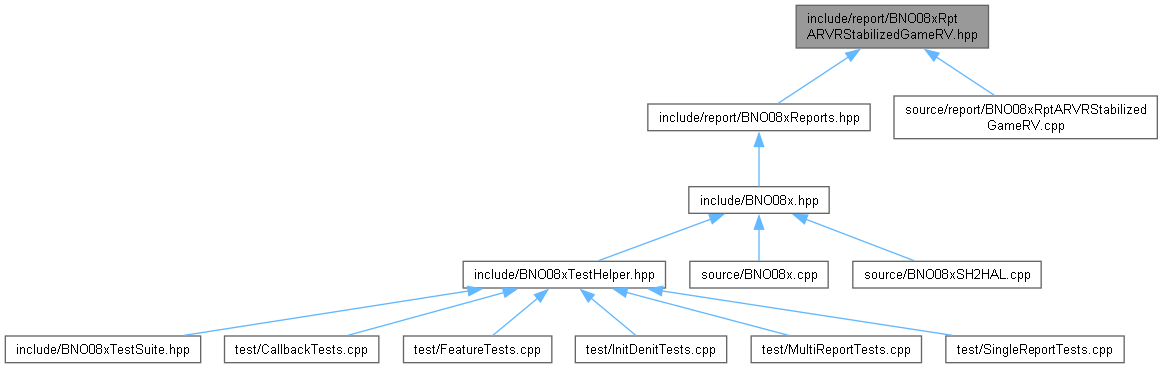 include/report/BNO08xRpt
ARVRStabilizedGameRV.hpp
include/report/BNO08xReports.hpp
source/report/BNO08xRptARVRStabilized
GameRV.cpp
include/BNO08x.hpp
include/BNO08xTestHelper.hpp
source/BNO08x.cpp
source/BNO08xSH2HAL.cpp
include/BNO08xTestSuite.hpp
test/CallbackTests.cpp
test/FeatureTests.cpp
test/InitDenitTests.cpp
test/MultiReportTests.cpp
test/SingleReportTests.cpp